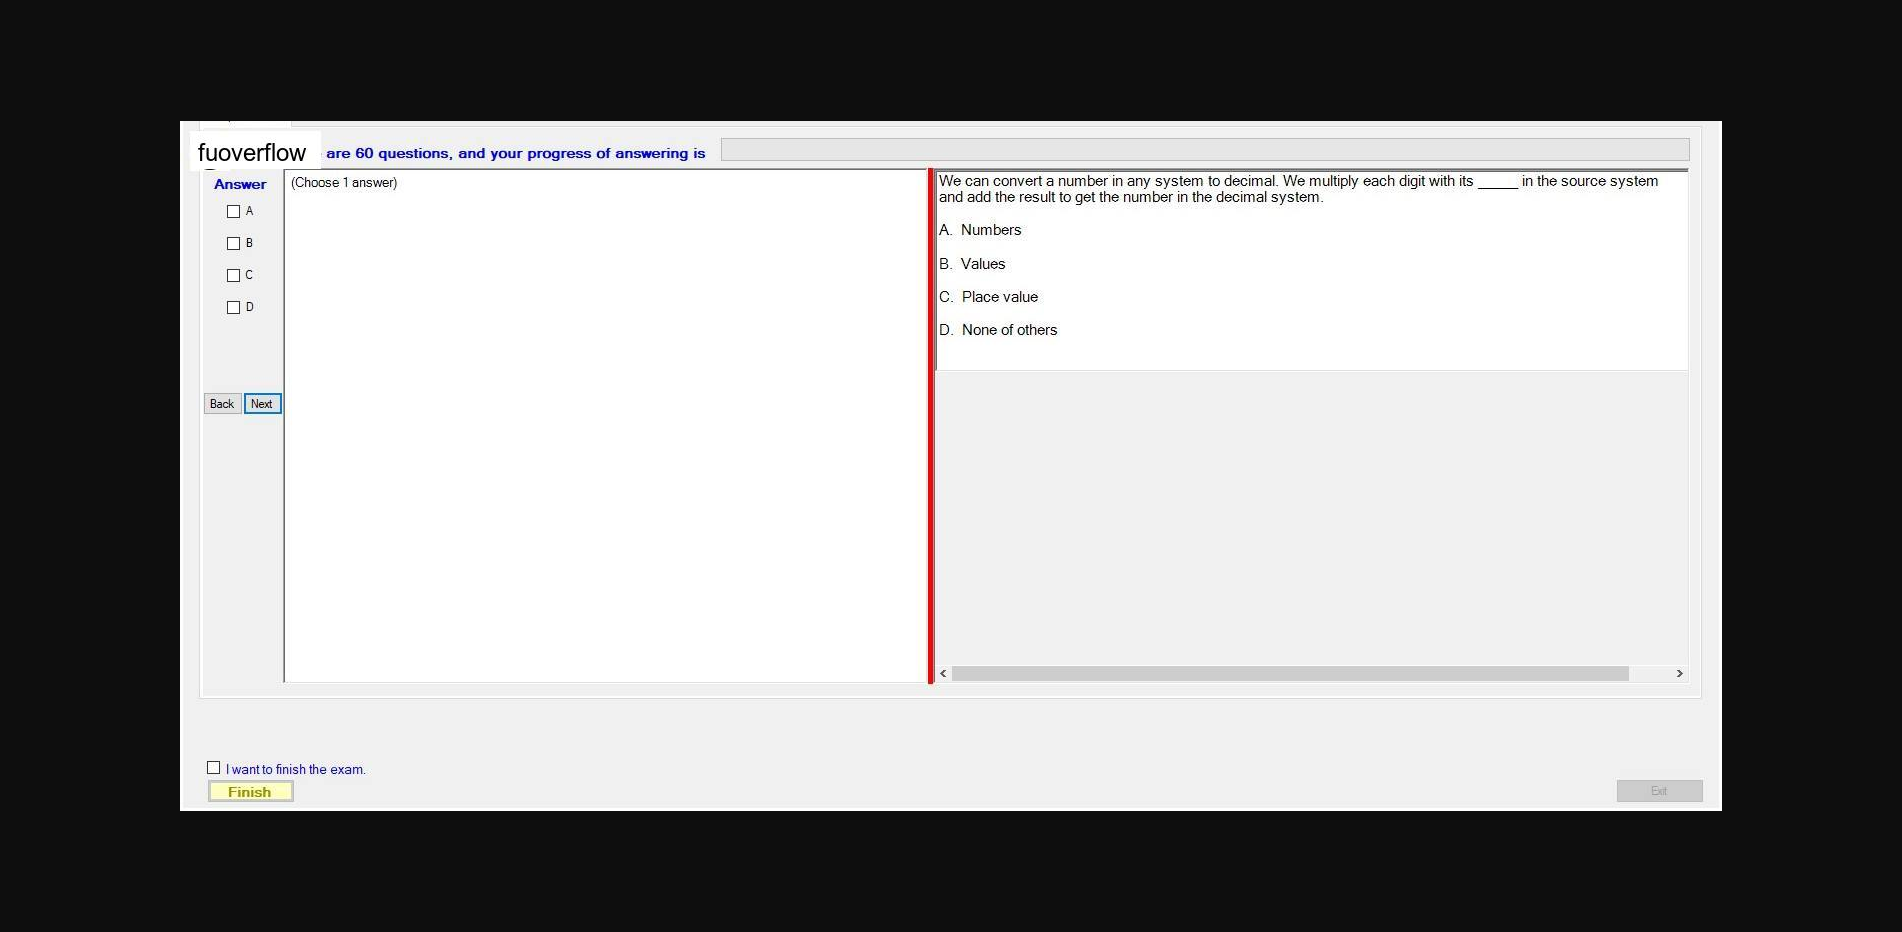 fuoverflow are 60 questions, and your progress of answering is
Answer
A
B
C
D
Back Next
(Choose 1 answer)
We can convert a number in any system to decimal. We multiply each digit with its _____ in the source system
and add the result to get the number in the decimal system.
A. Numbers
B. Values
C. Place value
D. None of others
I want to finish the exam.
Finish
Exit